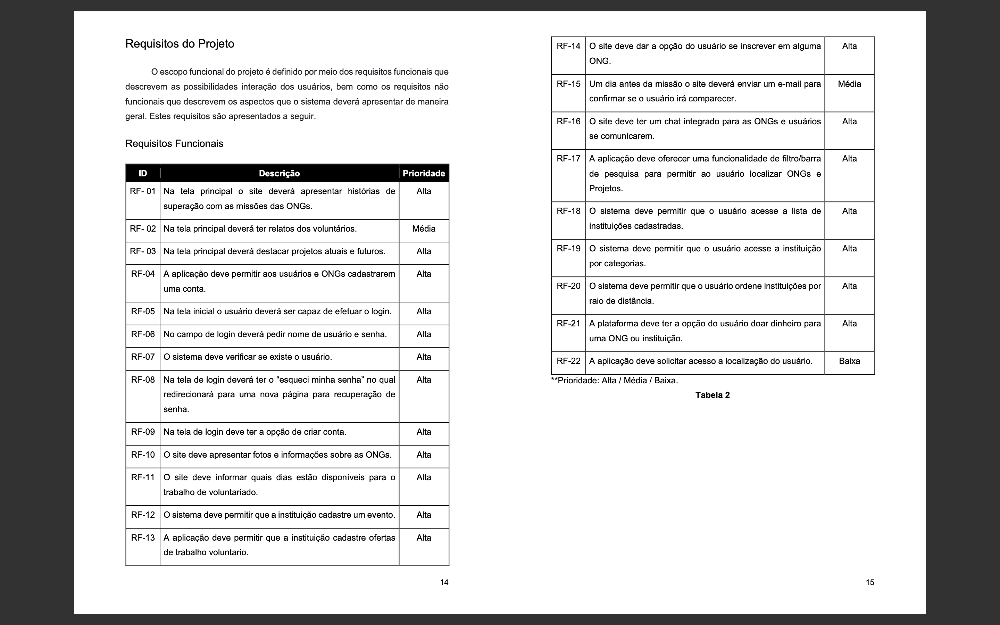 Requisitos do Projeto
O escopo funcional do projeto é definido por meio dos requisitos funcionais que
descrevem as possibilidades interação dos usuários, bem como os requisitos não
funcionais que descrevem os aspectos que o sistema deverá apresentar de maneira
geral. Estes requisitos são apresentados a seguir.
Requisitos Funcionais
ID Descrição Prioridade
RF- 01 Na tela principal o site deverá apresentar histórias de Alta
superação com as missões das ONGs.
RF- 02 Na tela principal deverá ter relatos dos voluntários. Média
RF- 03 Na tela principal deverá destacar projetos atuais e futuros. Alta
RF-04 A aplicação deve permitir aos usuários e ONGs cadastrarem Alta
uma conta.
RF-05 Na tela inicial o usuário deverá ser capaz de efetuar o login. Alta
RF-06 No campo de login deverá pedir nome de usuário e senha. Alta
RF-07 O sistema deve verificar se existe o usuário. Alta
RF-08 Na tela de login deverá ter o “esqueci minha senha” no qual Alta
redirecionará para uma nova página para recuperação de
senha.
RF-09 Na tela de login deve ter a opção de criar conta. Alta
RF-10 O site deve apresentar fotos e informações sobre as ONGs. Alta
RF-11 O site deve informar quais dias estão disponíveis para o Alta
trabalho de voluntariado.
RF-12 O sistema deve permitir que a instituição cadastre um evento. Alta
RF-13 A aplicação deve permitir que a instituição cadastre ofertas Alta
de trabalho voluntario.
14
RF-14 O site deve dar a opção do usuário se inscrever em alguma Alta
ONG.
RF-15 Um dia antes da missão o site deverá enviar um e-mail para Média
confirmar se o usuário irá comparecer.
RF-16 O site deve ter um chat integrado para as ONGs e usuários Alta
se comunicarem.
RF-17 A aplicação deve oferecer uma funcionalidade de filtro/barra Alta
de pesquisa para permitir ao usuário localizar ONGs e
Projetos.
RF-18 O sistema deve permitir que o usuário acesse a lista de Alta
instituições cadastradas.
RF-19 O sistema deve permitir que o usuário acesse a instituição Alta
por categorias.
RF-20 O sistema deve permitir que o usuário ordene instituições por Alta
raio de distância.
RF-21 A plataforma deve ter a opção do usuário doar dinheiro para Alta
uma ONG ou instituição.
RF-22 A aplicação deve solicitar acesso a localização do usuário. Baixa
**Prioridade: Alta / Média / Baixa.
Tabela 2
15